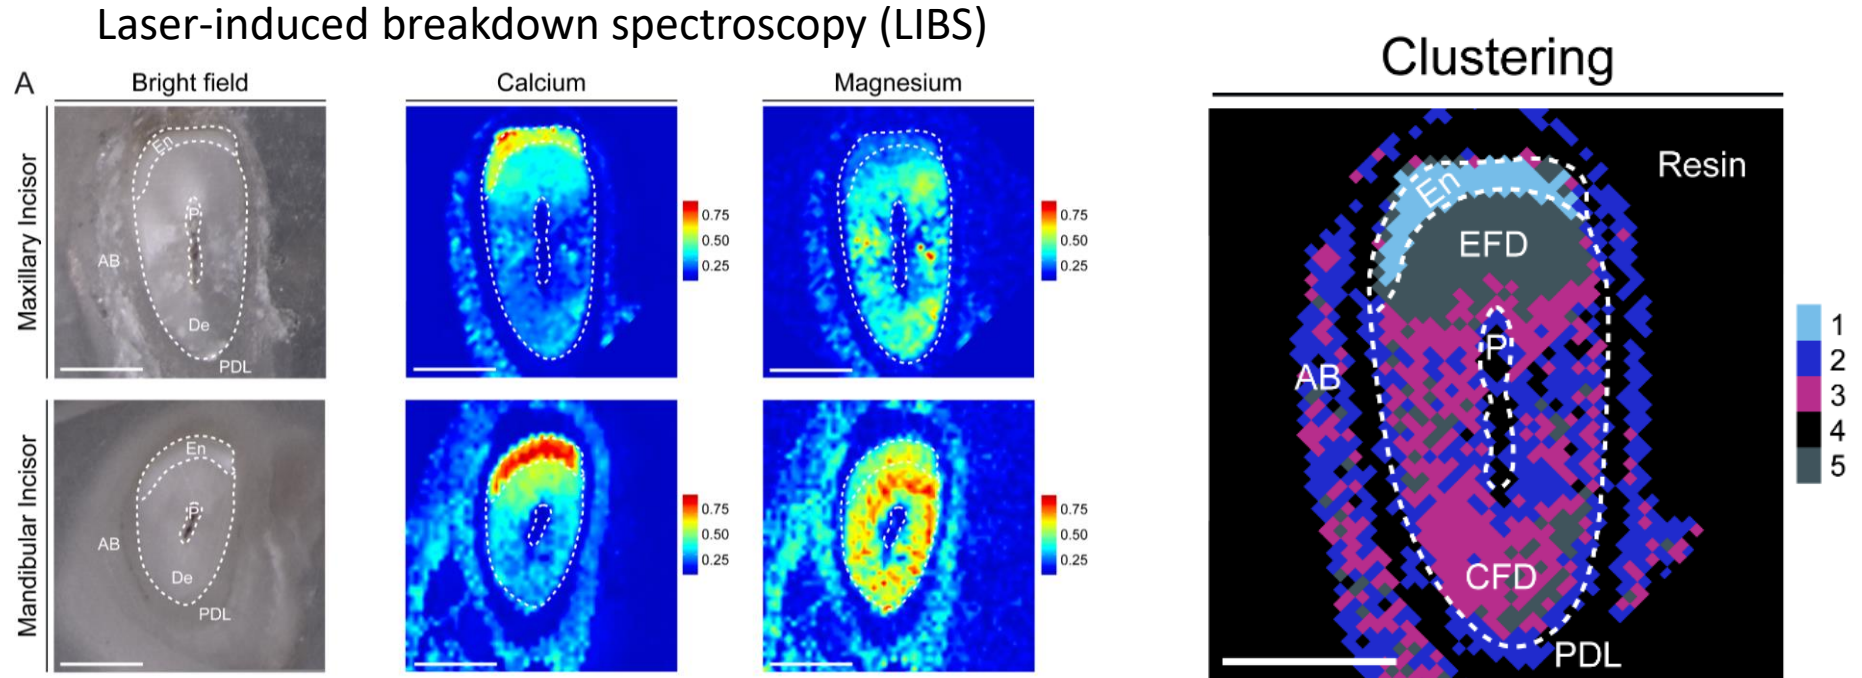 Laser-induced breakdown spectroscopy (LIBS)
Clustering
A
Bright field
Calcium
Magnesium
Maxillary Incisor
En
P
AB
De
PDL
0.75
0.50
0.25
0.75
0.50
0.25
Mandibular Incisor
En
P
AB
De
PDL
0.75
0.50
0.25
0.75
0.50
0.25
Resin
En
EFD
P
AB
CFD
PDL
1
2
3
4
5